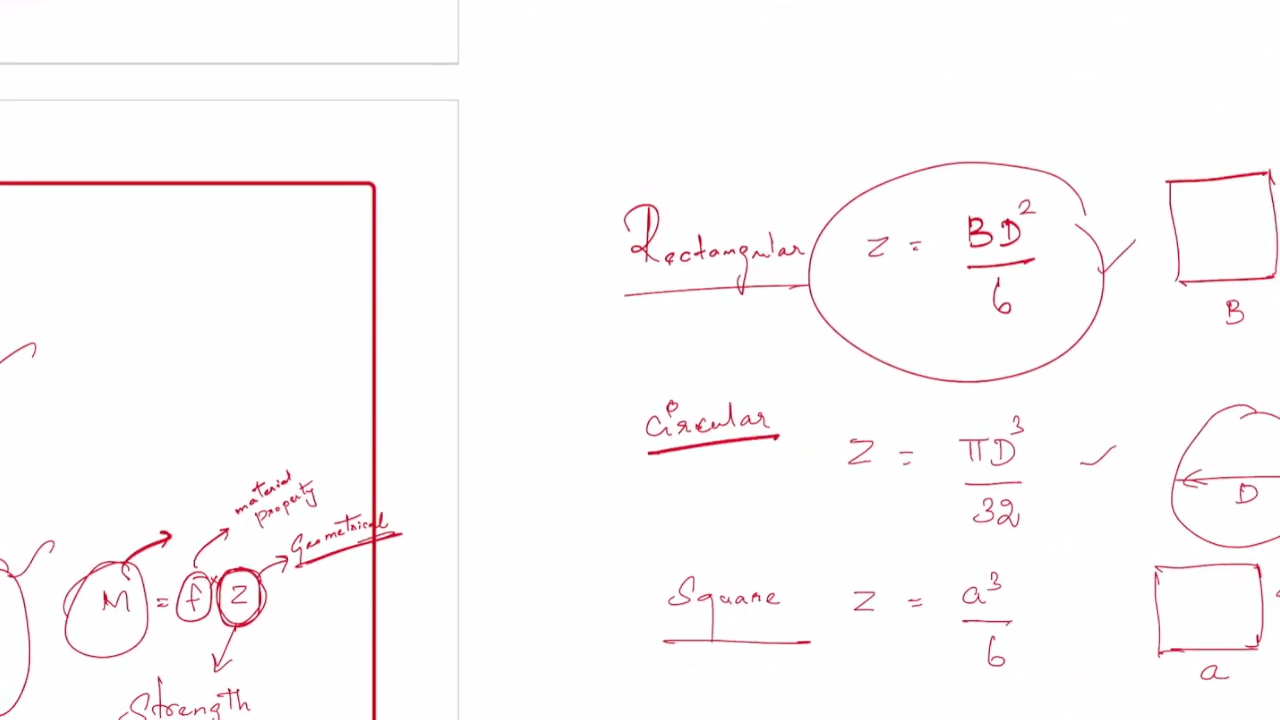 Rectangular Z = BD²/6
B
Circular Z = πD³/32
D
Square Z = a³/6
a
material
property
Geometrical
M = f × Z
Strength